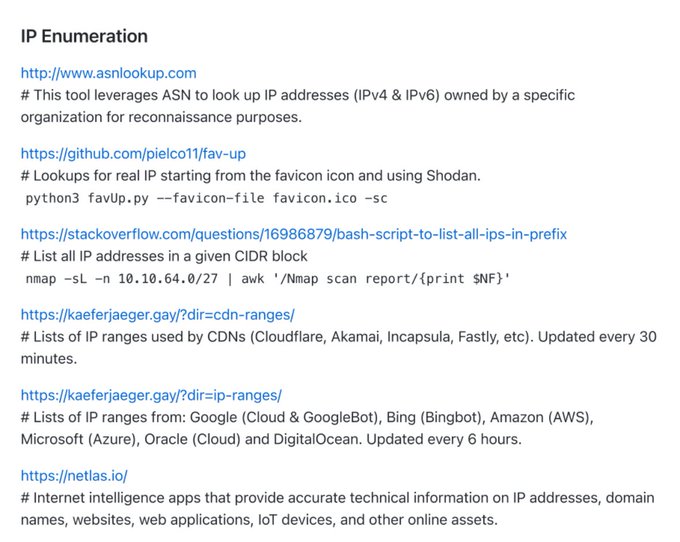 IP Enumeration
http://www.asnlookup.com
# This tool leverages ASN to look up IP addresses (IPv4 & IPv6) owned by a specific
organization for reconnaissance purposes.
https://github.com/pielco11/fav-up
# Lookups for real IP starting from the favicon icon and using Shodan.
python3 favUp.py --favicon-file favicon.ico -sc
https://stackoverflow.com/questions/16986879/bash-script-to-list-all-ips-in-prefix
# List all IP addresses in a given CIDR block
nmap -sL -n 10.10.64.0/27 | awk '/Nmap scan report/{print $NF}'
https://kaeferjaeger.gay/?dir=cdn-ranges/
# Lists of IP ranges used by CDNs (Cloudflare, Akamai, Incapsula, Fastly, etc). Updated every 30
minutes.
https://kaeferjaeger.gay/?dir=ip-ranges/
# Lists of IP ranges from: Google (Cloud & GoogleBot), Bing (Bingbot), Amazon (AWS),
Microsoft (Azure), Oracle (Cloud) and DigitalOcean. Updated every 6 hours.
https://netlas.io/
# Internet intelligence apps that provide accurate technical information on IP addresses, domain
names, websites, web applications, IoT devices, and other online assets.